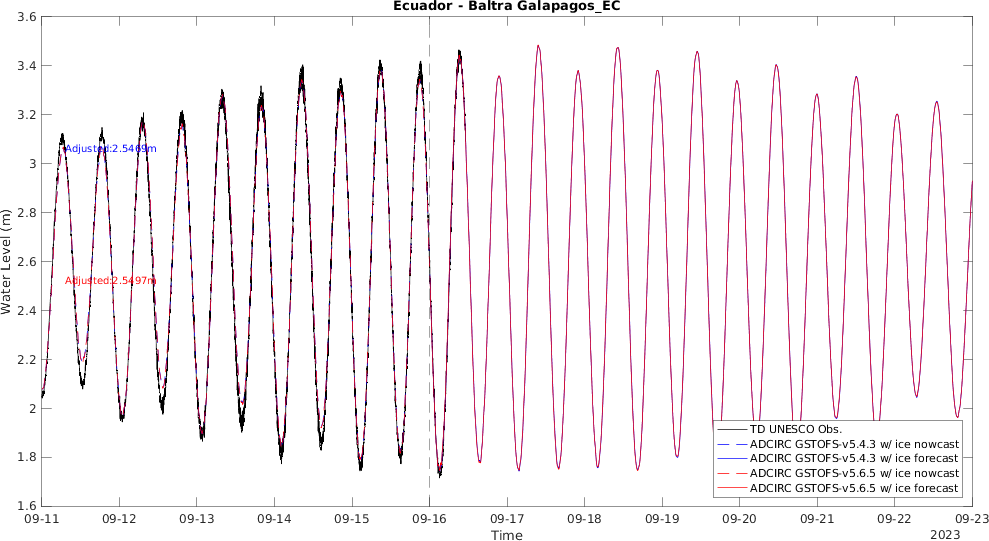 Ecuador - Baltra Galapagos_EC
3.6
3.4
3.2
3
2.8
2.6
2.4
2.2
2
1.8
1.6
Water Level (m)
Adjusted:2.5469m
Adjusted:2.5497m
TD UNESCO Obs.
ADCIRC GSTOFS-v5.4.3 w/ ice nowcast
ADCIRC GSTOFS-v5.4.3 w/ ice forecast
ADCIRC GSTOFS-v5.6.5 w/ ice nowcast
ADCIRC GSTOFS-v5.6.5 w/ ice forecast
09-11 09-12 09-13 09-14 09-15 09-16 09-17 09-18 09-19 09-20 09-21 09-22 09-23
Time
2023